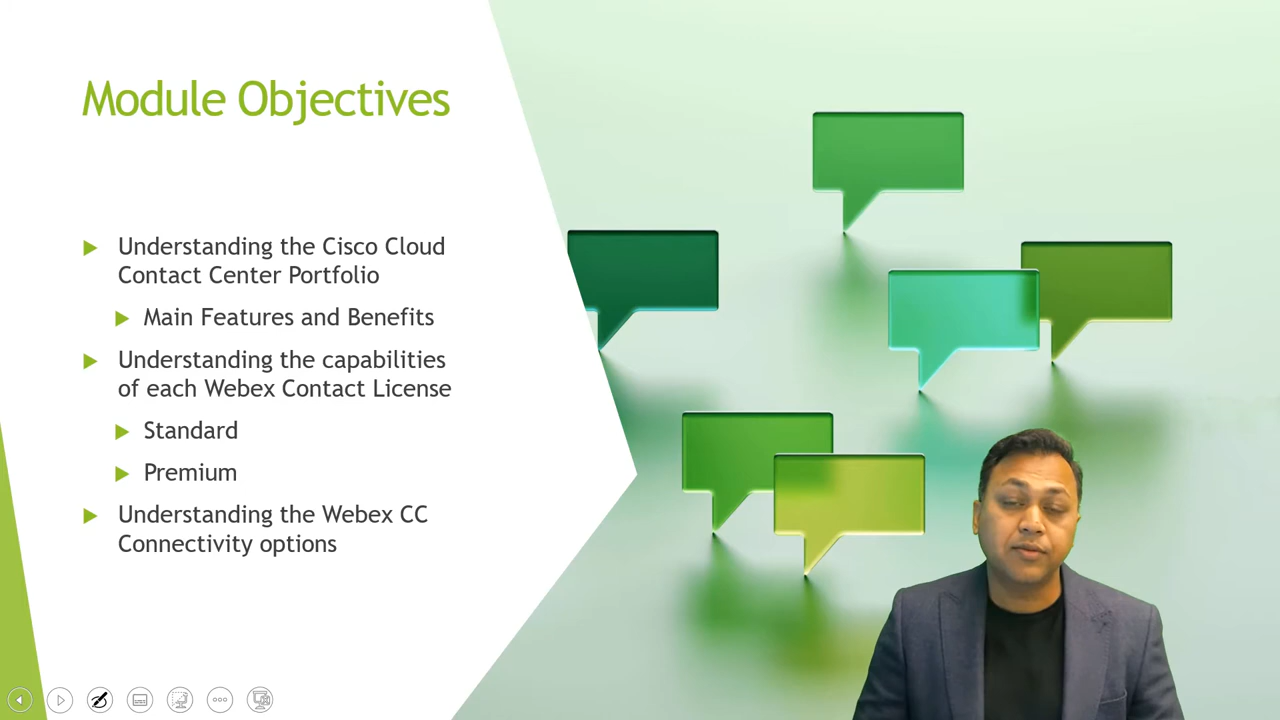 Module Objectives
Understanding the Cisco Cloud
Contact Center Portfolio
Main Features and Benefits
Understanding the capabilities
of each Webex Contact License
Standard
Premium
Understanding the Webex CC
Connectivity options